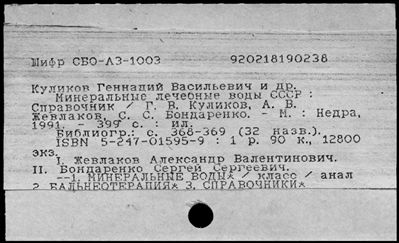 Шифр СБО-АЗ-1003 920218190238
Куликов Геннадий Васильевич и др.
Минеральные лечебные воды СССР :
Справочник / Г. В. Куликов, А. В.
Жевлаков, С. С. Бондаренко. - М. : Недра,
1991. - 399 с. : ил.
Библиогр.: с. 368-369 (32 назв.).
ISBN 5-247-01595-9 : 1 р. 90 к., 12800
экз.
I. Жевлаков Александр Валентинович.
II. Бондаренко Сергей Сергеевич.
--1. МИНЕРАЛЬНЫЕ ВОДЫ* / класс / анал
2. БАЛЬНЕОТЕРАПИЯ* 3. СПРАВОЧНИКИ*